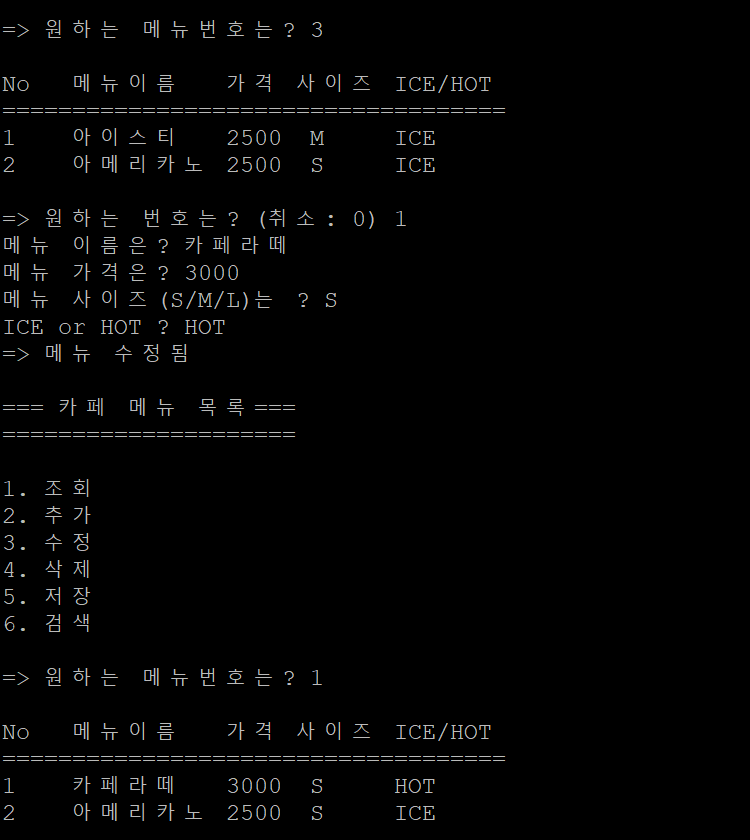 => 원하는 메뉴번호는? 3
No 메뉴이름 가격 사이즈 ICE/HOT
====================================
1 아이스티 2500 M ICE
2 아메리카노 2500 S ICE
=> 원하는 번호는? (취소: 0) 1
메뉴 이름은? 카페라떼
메뉴 가격은? 3000
메뉴 사이즈(S/M/L)는 ? S
ICE or HOT ? HOT
=> 메뉴 수정됨
=== 카페 메뉴 목록===
=====================
1. 조회
2. 추가
3. 수정
4. 삭제
5. 저장
6. 검색
=> 원하는 메뉴번호는? 1
No 메뉴이름 가격 사이즈 ICE/HOT
====================================
1 카페라떼 3000 S HOT
2 아메리카노 2500 S ICE